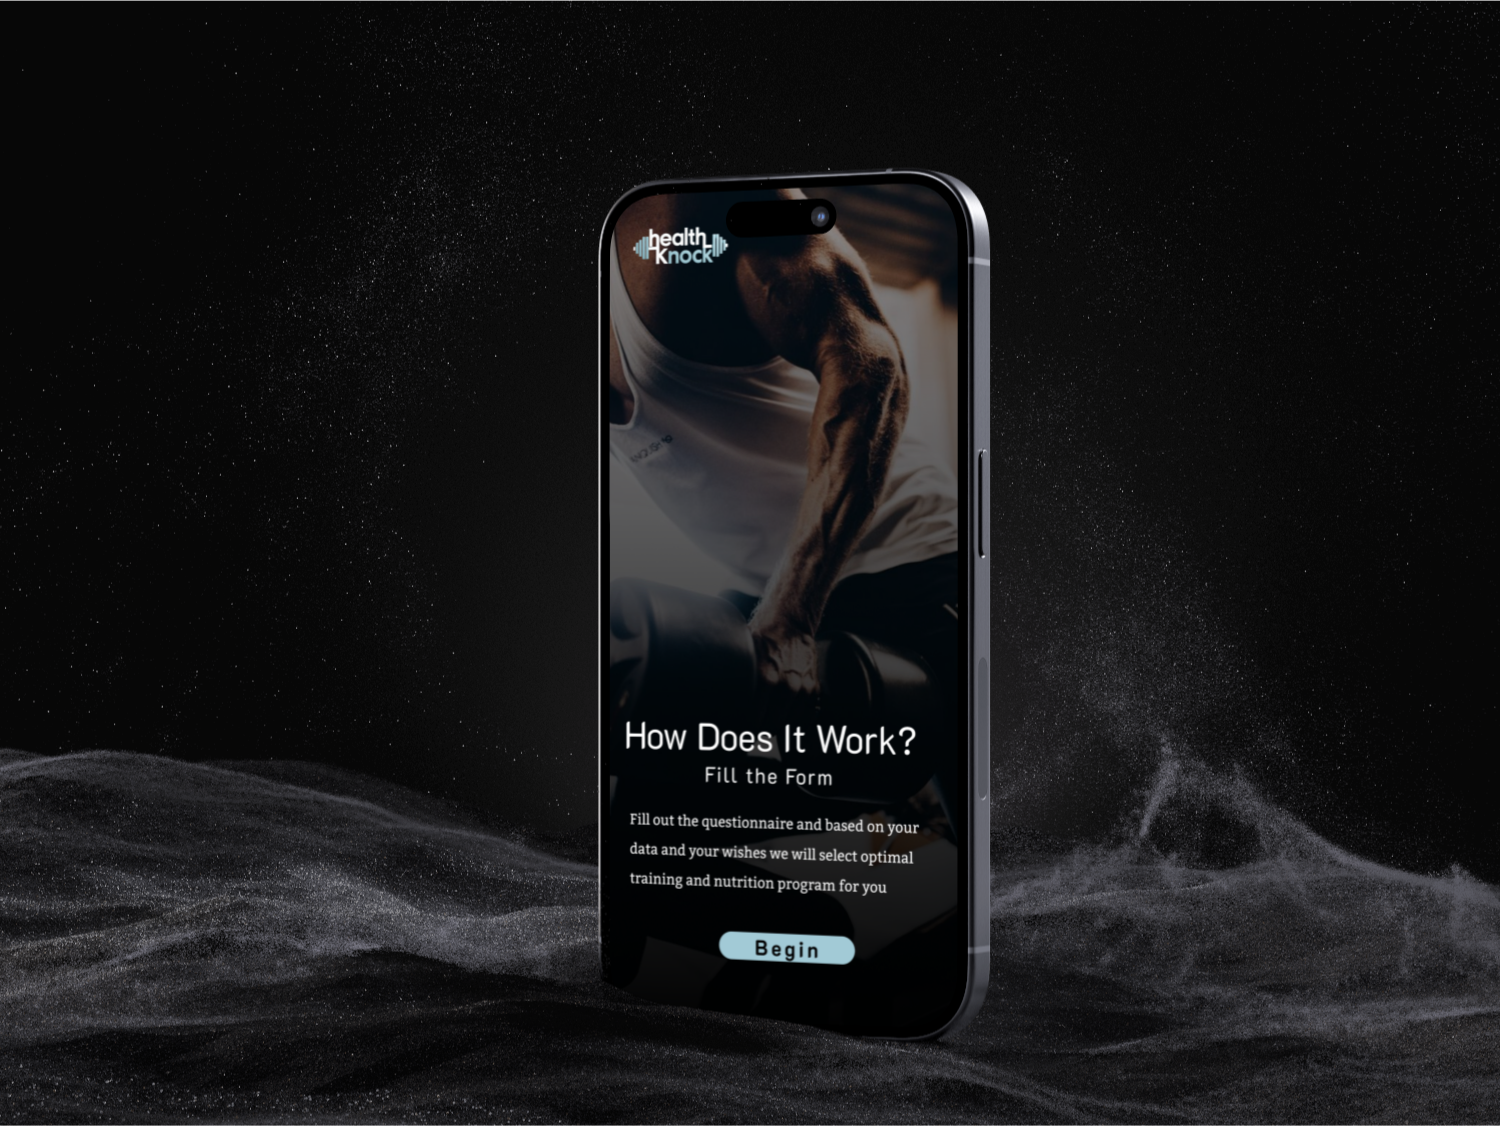 health
Knock
How Does It Work?
Fill the Form
Fill out the questionnaire and based on your
data and your wishes we will select optimal
training and nutrition program for you
Begin